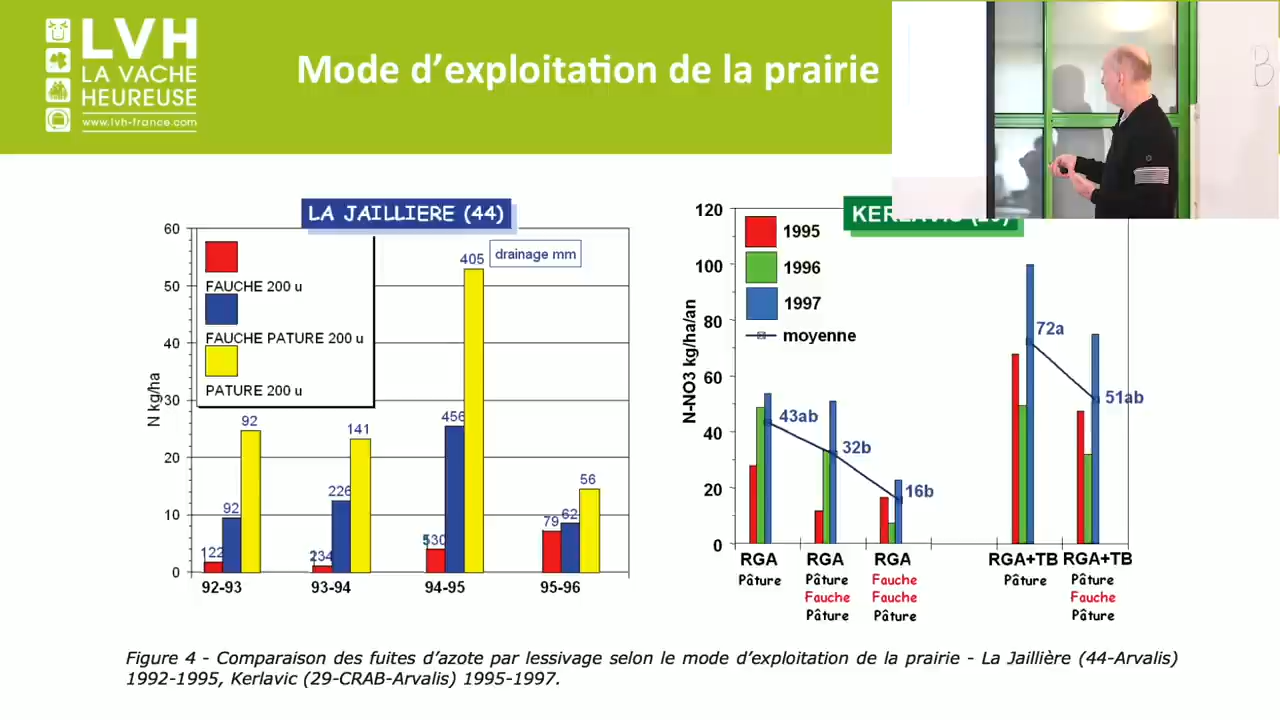 LVH
LA VACHE
HEUREUSE
www.lvh-france.com
Mode d’exploitation de la prairie
B
LA JAILLIERE (44)
drainage mm
N kg/ha
60
50
40
30
20
10
0
FAUCHE 200 u
FAUCHE PATURE 200 u
PATURE 200 u
122
92
92
234
226
141
530
456
405
79
62
56
92-93
93-94
94-95
95-96
N-NO3 kg/ha/an
120
100
80
60
40
20
0
1995
1996
1997
moyenne
43ab
32b
16b
72a
51ab
RGA
Pâture
RGA
Pâture
Fauche
Pâture
RGA
Fauche
Fauche
Pâture
RGA+TB
Pâture
RGA+TB
Pâture
Fauche
Pâture
Figure 4 - Comparaison des fuites d’azote par lessivage selon le mode d’exploitation de la prairie - La Jaillière (44-Arvalis)
1992-1995, Kerlavic (29-CRAB-Arvalis) 1995-1997.